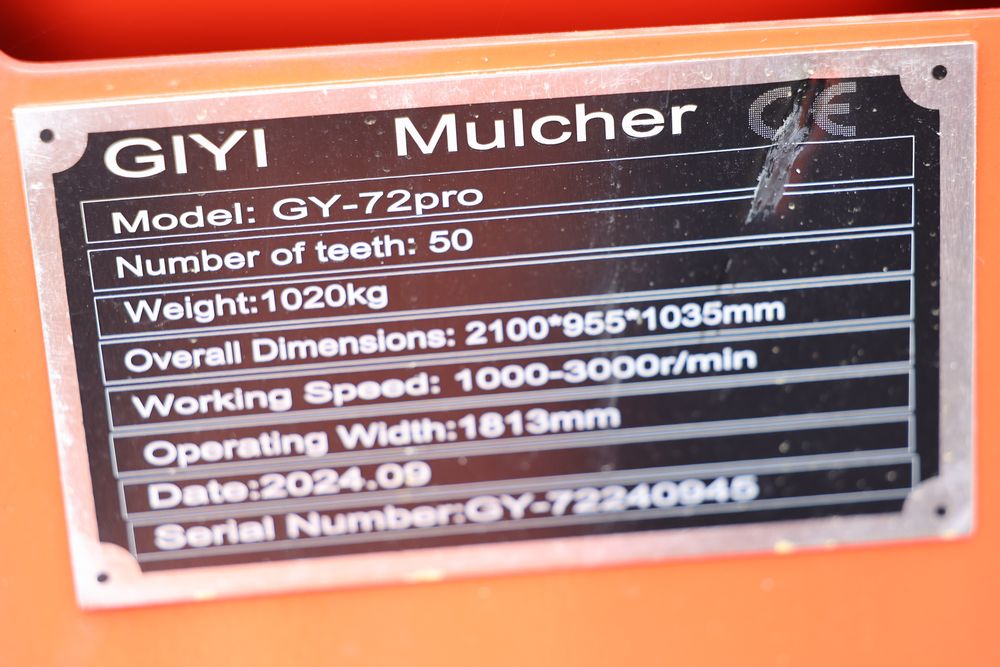 GIYI Mulcher CE
Model: GY-72pro
Number of teeth: 50
Weight:1020kg
Overall Dimensions: 2100*955*1035mm
Working Speed: 1000-3000r/min
Operating Width:1813mm
Date:2024.09
Serial Number:GY-72240945